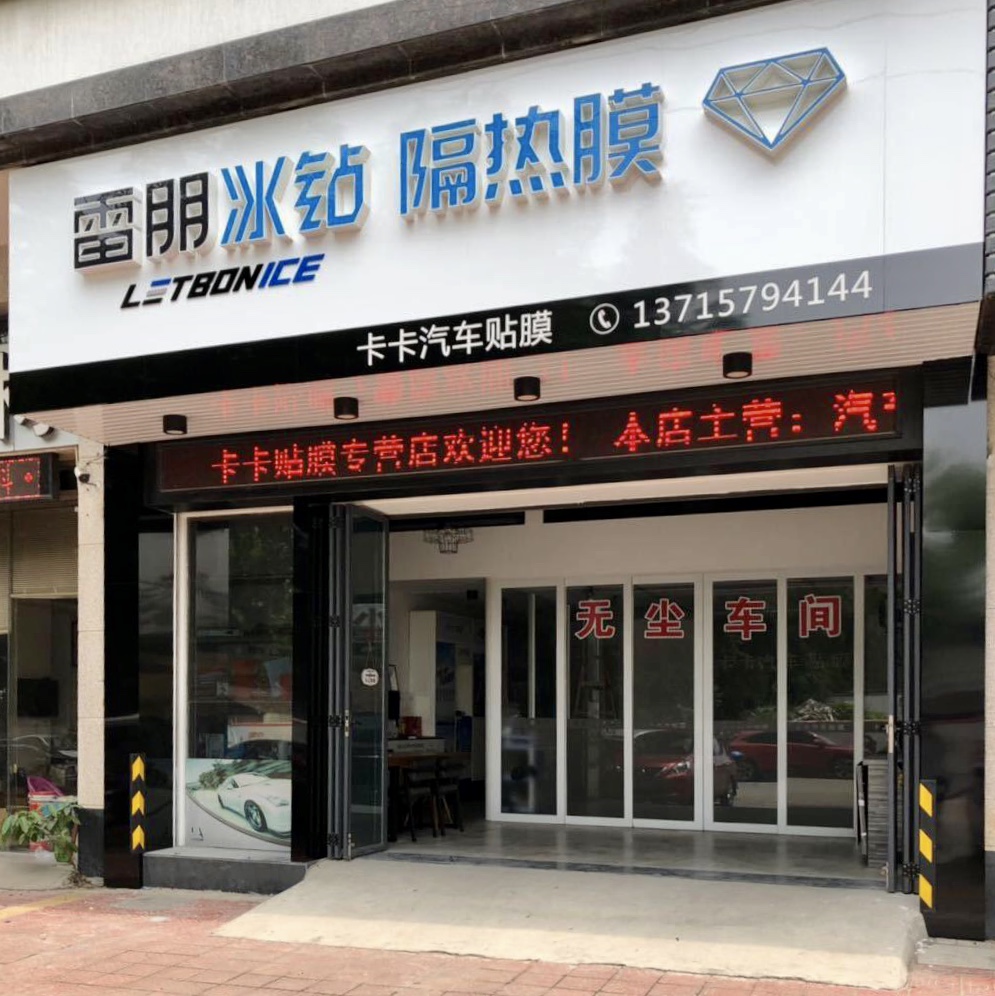 雷朋冰钻 隔热膜
LETBONICE
卡卡汽车贴膜 13715794144
卡卡贴膜专营店欢迎您! 本店主营:汽
无尘车间